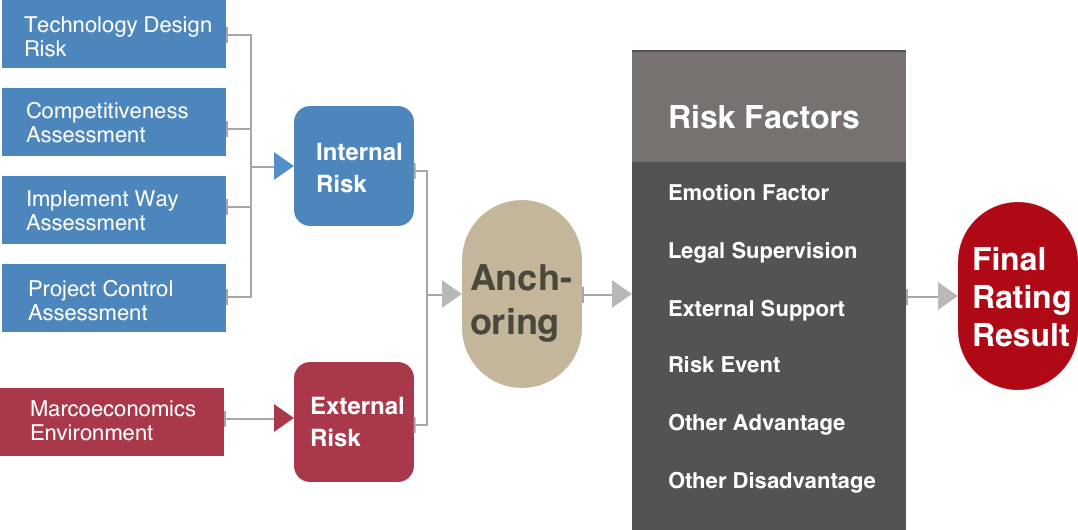 Technology Design
Risk
Competitiveness
Assessment
Implement Way
Assessment
Project Control
Assessment
Marcoeconomics
Environment
Internal
Risk
External
Risk
Anch-
oring
Risk Factors
Emotion Factor
Legal Supervision
External Support
Risk Event
Other Advantage
Other Disadvantage
Final
Rating
Result